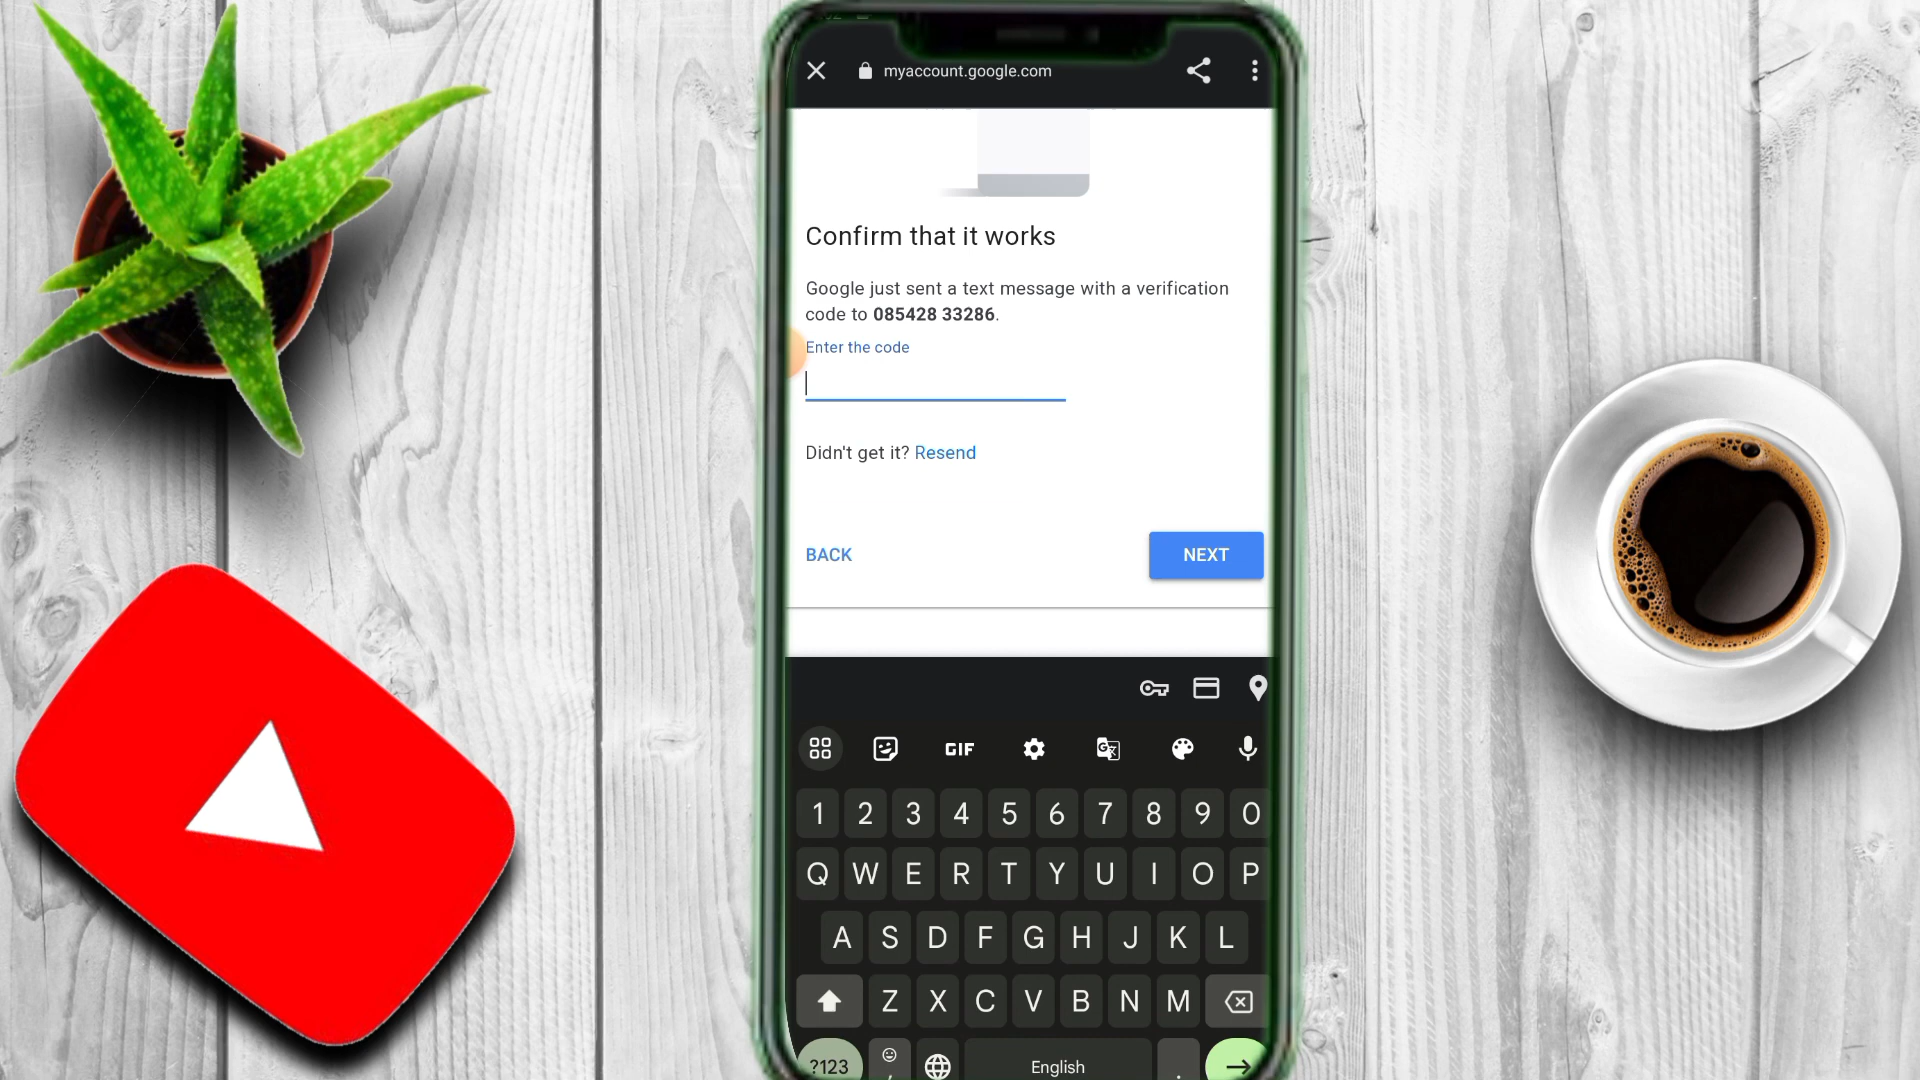 myaccount.google.com
Confirm that it works
Google just sent a text message with a verification
code to 085428 33286.
Enter the code
Didn't get it? Resend
BACK
NEXT
GIF
1 2 3 4 5 6 7 8 9 0
Q W E R T Y U I O P
A S D F G H J K L
Z X C V B N M
?123 , English .